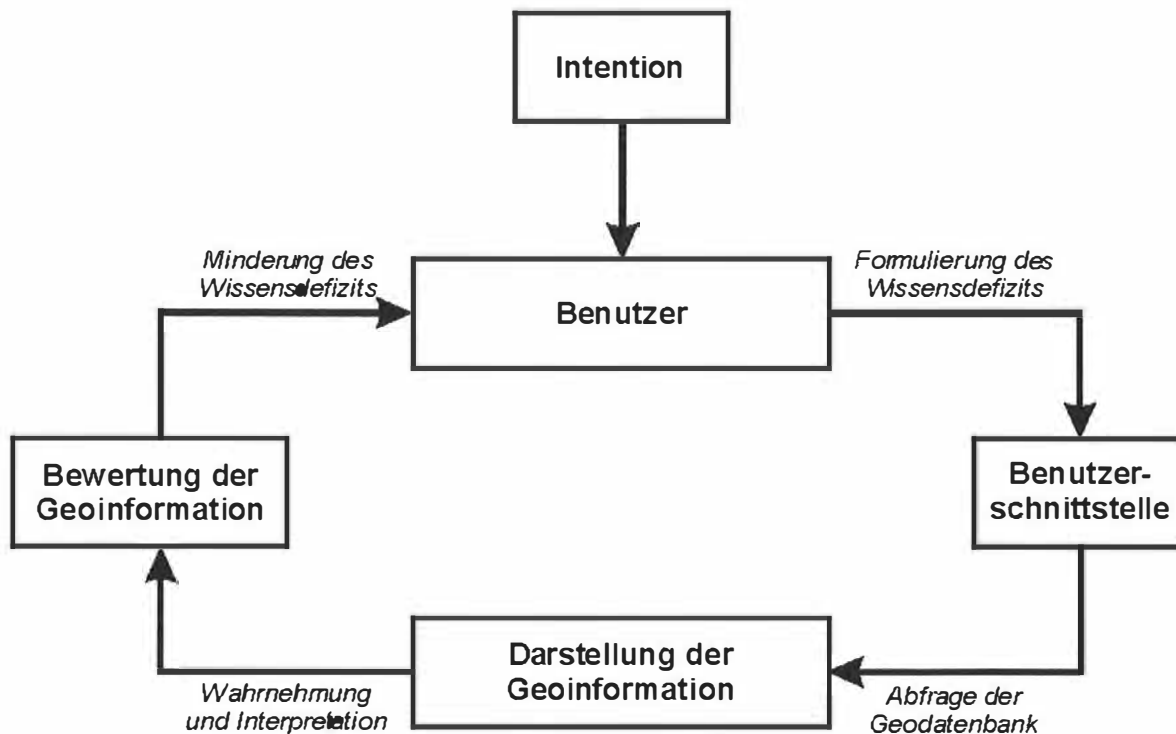 Intention
Minderung des
Wissensdefizits
Benutzer
Formulierung des
Wissensdefizits
Bewertung der
Geoinformation
Benutzer-
schnittstelle
Darstellung der
Geoinformation
Wahrnehmung
und Interpretation
Abfrage der
Geodatenbank